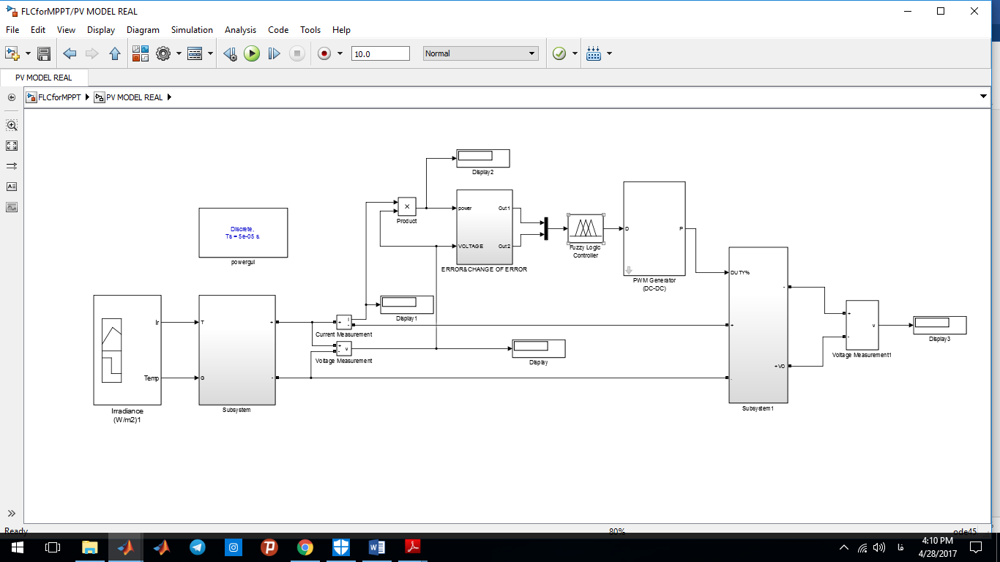 FLCforMPPT/PV MODEL REAL
File Edit View Display Diagram Simulation Analysis Code Tools Help
10.0
Normal
PV MODEL REAL
FLCforMPPT
PV MODEL REAL
Display2
Product
power
VOLTAGE
Out1
Out2
ERROR&CHANGE OF ERROR
Fuzzy Logic
Controller
D
P
PWM Generator
(DC-DC)
Discrete,
Ts = 5e-05 s.
powergui
DUTY%
+
-
+VO
Subsystem1
Ir
Temp
Irradiance
(W/m2)1
T
G
+
-
Subsystem
Display1
+
i
-
Current Measurement
+
-
v
Voltage Measurement
Display
+
-
v
Voltage Measurement1
Display3
Ready
80%
ode45
فا
4:10 PM
4/28/2017